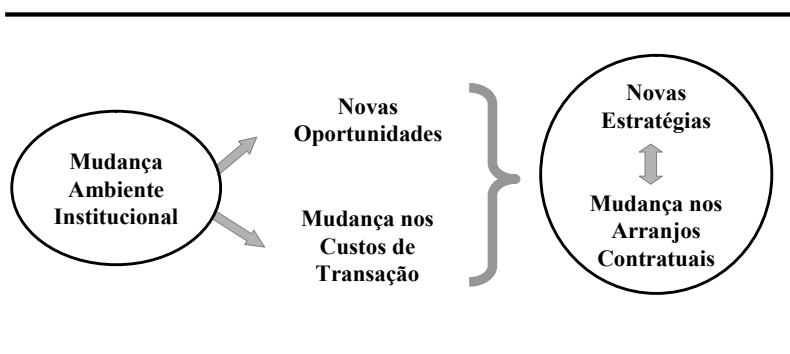 Mudança
Ambiente
Institucional
Novas
Oportunidades
Mudança nos
Custos de
Transação
Novas
Estratégias
Mudança nos
Arranjos
Contratuais